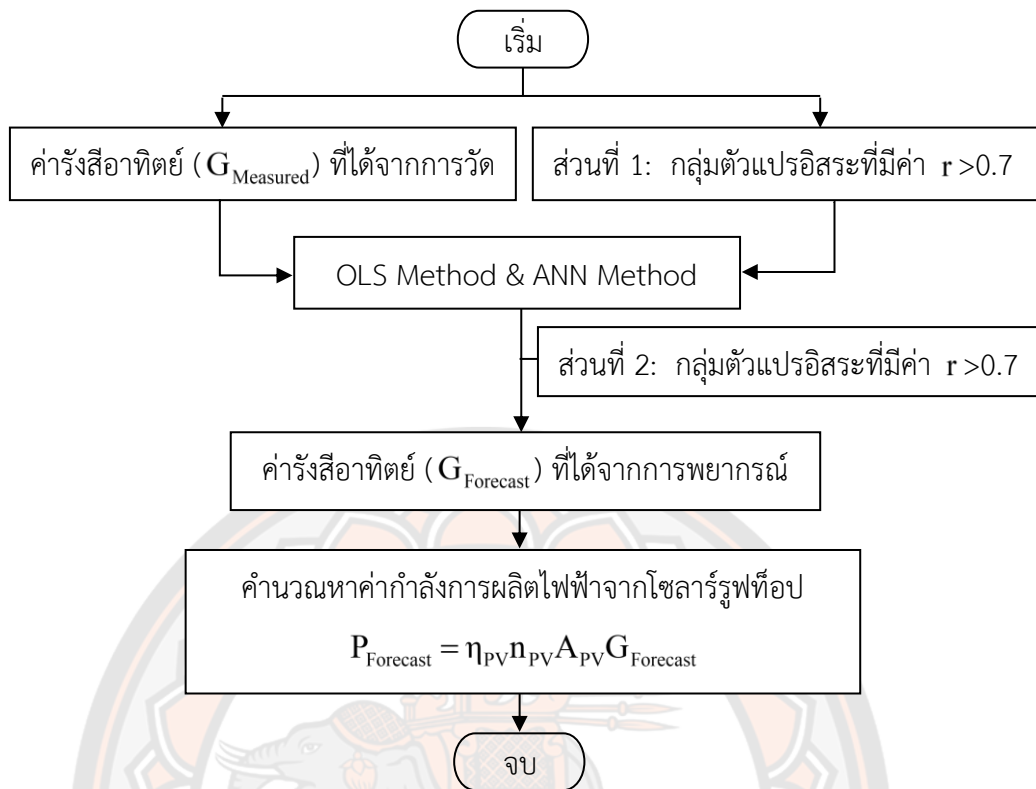 เริ่ม
ค่ารังสีอาทิตย์ (G_Measured) ที่ได้จากการวัด
ส่วนที่ 1: กลุ่มตัวแปรอิสระที่มีค่า r >0.7
OLS Method & ANN Method
ส่วนที่ 2: กลุ่มตัวแปรอิสระที่มีค่า r >0.7
ค่ารังสีอาทิตย์ (G_Forecast) ที่ได้จากการพยากรณ์
คำนวณหาค่ากำลังการผลิตไฟฟ้าจากโซลาร์รูฟท็อป
P_Forecast = η_PV n_PV A_PV G_Forecast
จบ